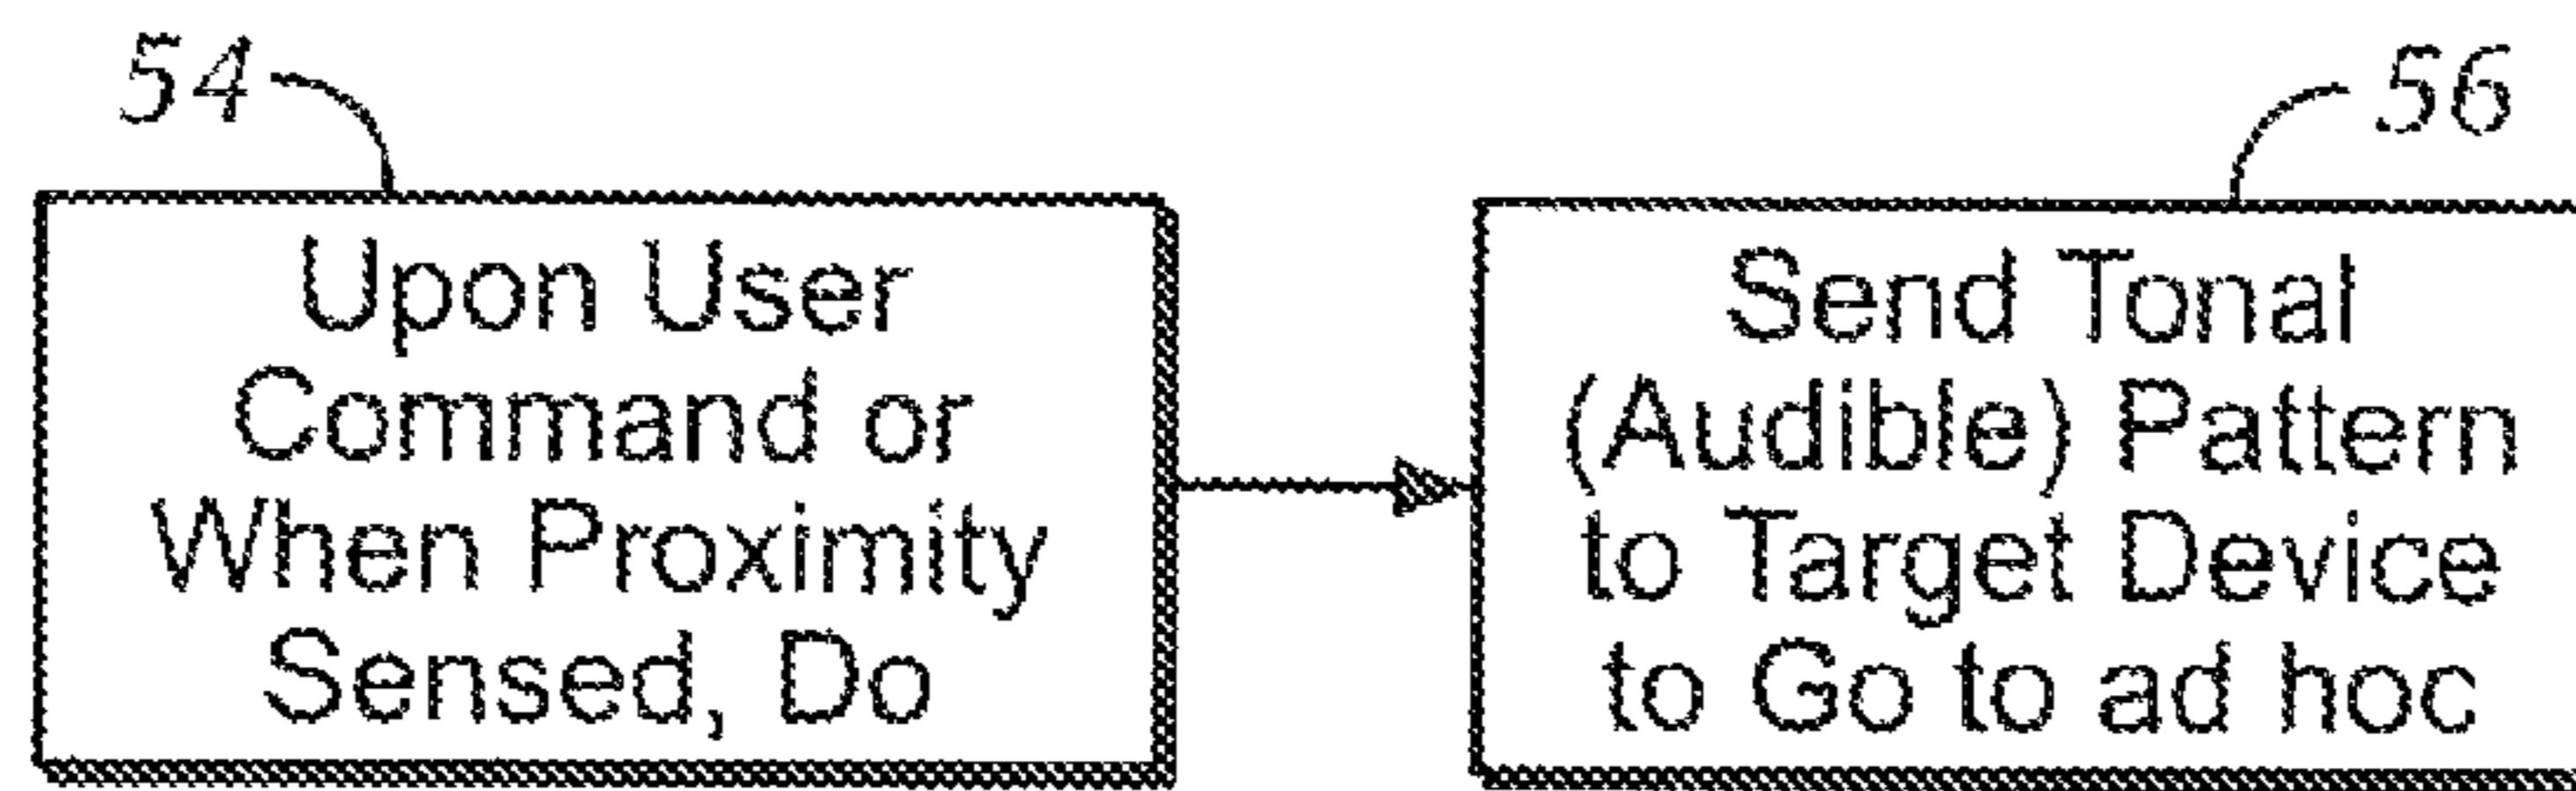 54
Upon User
Command or
When Proximity
Sensed, Do
56
Send Tonal
(Audible) Pattern
to Target Device
to Go to ad hoc